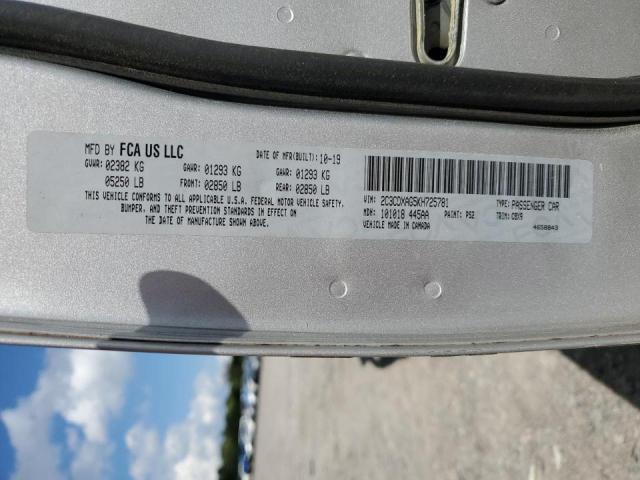 MFD BY FCA US LLC
DATE OF MFR(BUILT): 10-19
GVWR: 02382 KG GAWR: 01293 KG GAWR: 01293 KG
05250 LB FRONT: 02850 LB REAR: 02850 LB
THIS VEHICLE CONFORMS TO ALL APPLICABLE U.S.A. FEDERAL MOTOR VEHICLE SAFETY,
BUMPER, AND THEFT PREVENTION STANDARDS IN EFFECT ON
THE DATE OF MANUFACTURE SHOWN ABOVE.
VIN: 2C3CDXAG5KH725781 TYPE: PASSENGER CAR
MDH: 101018 445AA PAINT: PS2 TRIM: C8X9
VEHICLE MADE IN CANADA 4658843